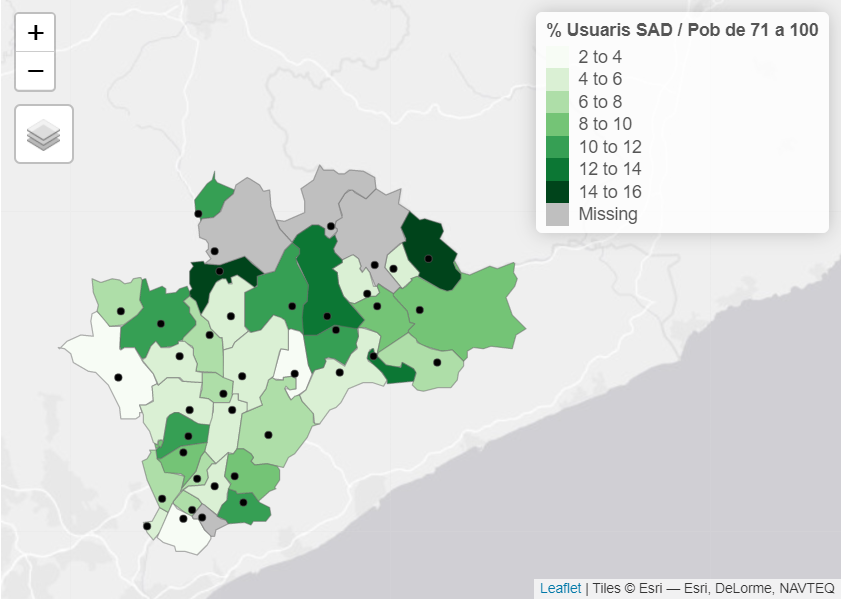 +
−
% Usuaris SAD / Pob de 71 a 100
2 to 4
4 to 6
6 to 8
8 to 10
10 to 12
12 to 14
14 to 16
Missing
Leaflet | Tiles © Esri — Esri, DeLorme, NAVTEQ